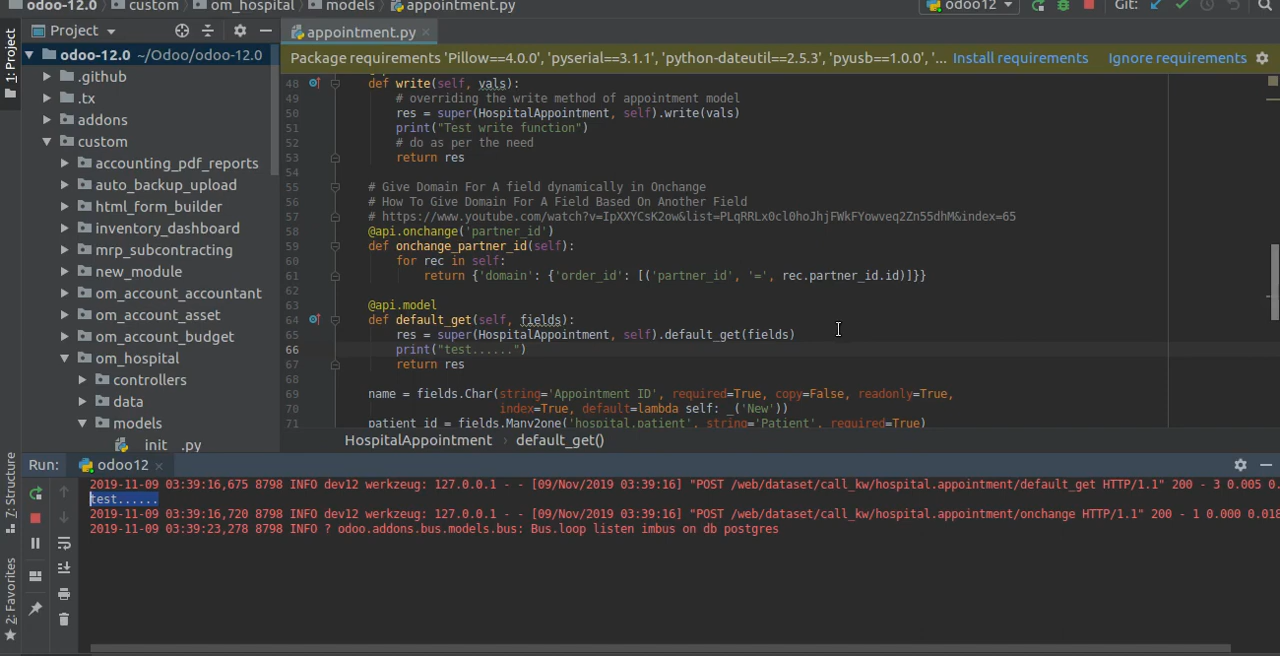 odoo-12.0 custom om_hospital models appointment.py odoo12 Git:
1: Project
Project appointment.py
odoo-12.0 ~/Odoo/odoo-12.0
.github
.tx
addons
custom
accounting_pdf_reports
auto_backup_upload
html_form_builder
inventory_dashboard
mrp_subcontracting
new_module
om_account_accountant
om_account_asset
om_account_budget
om_hospital
controllers
data
models
init .py
Package requirements 'Pillow==4.0.0', 'pyserial==3.1.1', 'python-dateutil==2.5.3', 'pyusb==1.0.0', '... Install requirements Ignore requirements
48 def write(self, vals):
49 # overriding the write method of appointment model
50 res = super(HospitalAppointment, self).write(vals)
51 print("Test write function")
52 # do as per the need
53 return res
54
55 # Give Domain For A field dynamically in Onchange
56 # How To Give Domain For A Field Based On Another Field
57 # https://www.youtube.com/watch?v=IpXXYCsK2ow&list=PLqRRLx0cl0hoJhjFWkFYowveq2Zn55dhM&index=65
58 @api.onchange('partner_id')
59 def onchange_partner_id(self):
60 for rec in self:
61 return {'domain': {'order_id': [('partner_id', '=', rec.partner_id.id)]}}
62
63 @api.model
64 def default_get(self, fields):
65 res = super(HospitalAppointment, self).default_get(fields)
66 print("test......")
67 return res
68
69 name = fields.Char(string='Appointment ID', required=True, copy=False, readonly=True,
70 index=True, default=lambda self: _('New'))
71 patient_id = fields.Many2one('hospital.patient', string='Patient', required=True)
HospitalAppointment default_get()
Run: odoo12
2019-11-09 03:39:16,675 8798 INFO dev12 werkzeug: 127.0.0.1 - - [09/Nov/2019 03:39:16] "POST /web/dataset/call_kw/hospital.appointment/default_get HTTP/1.1" 200 - 3 0.005 0.
test......
2019-11-09 03:39:16,720 8798 INFO dev12 werkzeug: 127.0.0.1 - - [09/Nov/2019 03:39:16] "POST /web/dataset/call_kw/hospital.appointment/onchange HTTP/1.1" 200 - 1 0.000 0.018
2019-11-09 03:39:23,278 8798 INFO ? odoo.addons.bus.models.bus: Bus.loop listen imbus on db postgres
7: Structure
2: Favorites